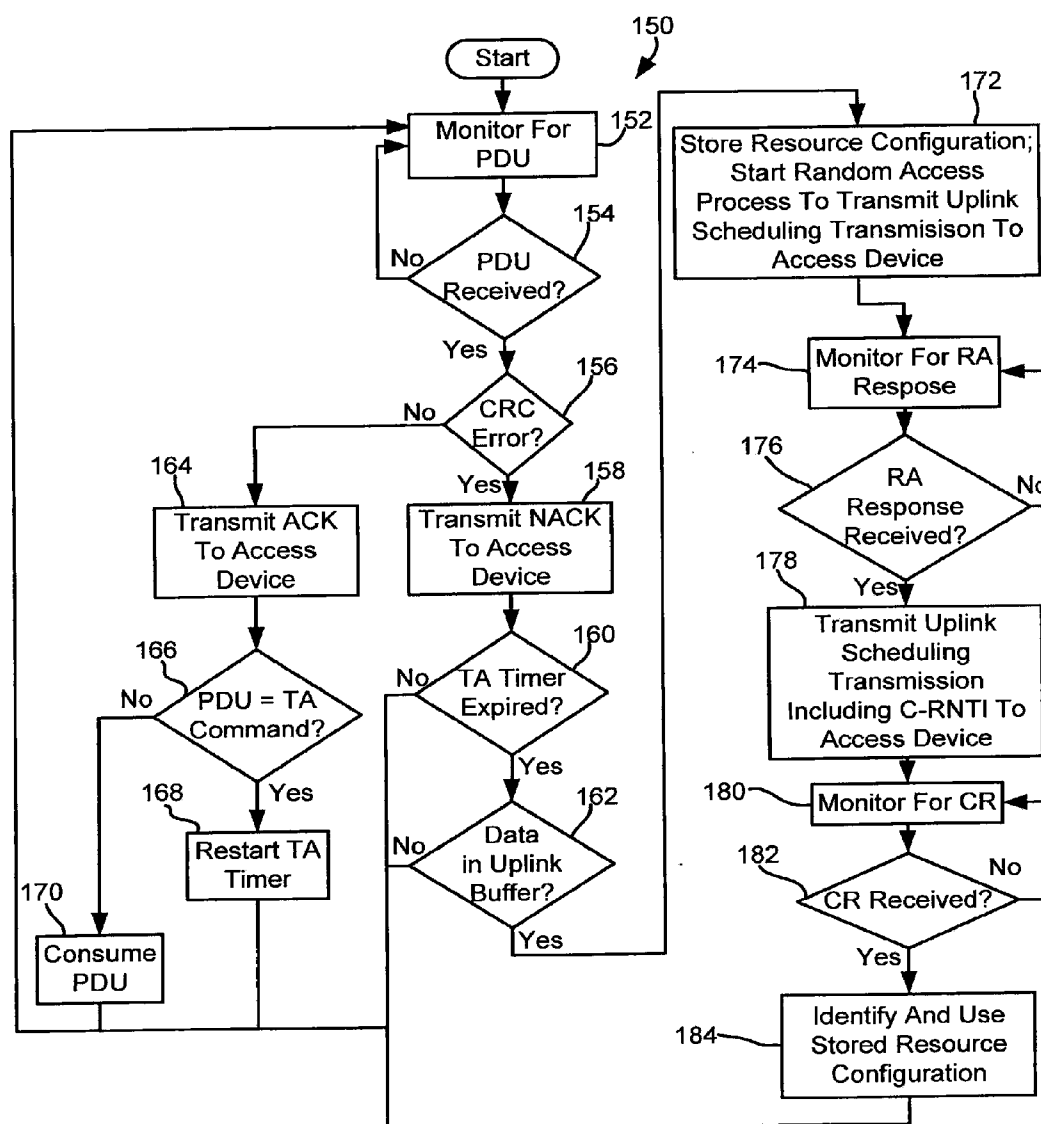 150
Start
Monitor For
PDU
152
154
PDU
Received?
No
Yes
156
CRC
Error?
No
Yes
164
Transmit ACK
To Access
Device
158
Transmit NACK
To Access
Device
166
PDU = TA
Command?
No
Yes
160
TA Timer
Expired?
No
Yes
168
Restart TA
Timer
162
Data
in Uplink
Buffer?
No
Yes
170
Consume
PDU
172
Store Resource Configuration;
Start Random Access
Process To Transmit Uplink
Scheduling Transmisison To
Access Device
174
Monitor For RA
Respose
176
RA
Response
Received?
No
Yes
178
Transmit Uplink
Scheduling
Transmission
Including C-RNTI To
Access Device
180
Monitor For CR
182
CR Received?
No
Yes
184
Identify And Use
Stored Resource
Configuration